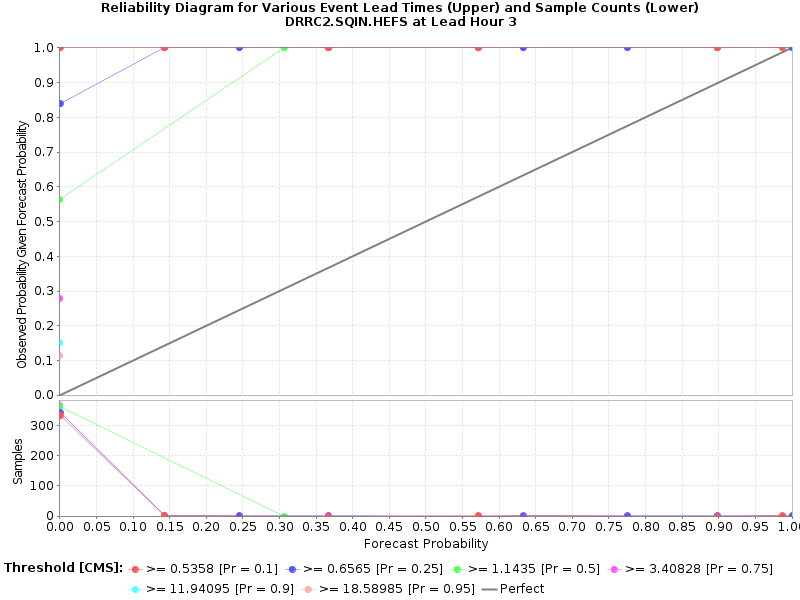 Reliability Diagram for Various Event Lead Times (Upper) and Sample Counts (Lower)
DRRC2.SQIN.HEFS at Lead Hour 3
Observed Probability Given Forecast Probability
1.0
0.9
0.8
0.7
0.6
0.5
0.4
0.3
0.2
0.1
0.0
Samples
300
200
100
0
0.00 0.05 0.10 0.15 0.20 0.25 0.30 0.35 0.40 0.45 0.50 0.55 0.60 0.65 0.70 0.75 0.80 0.85 0.90 0.95 1.0
Forecast Probability
Threshold [CMS]: >= 0.5358 [Pr = 0.1] >= 0.6565 [Pr = 0.25] >= 1.1435 [Pr = 0.5] >= 3.40828 [Pr = 0.75]
>= 11.94095 [Pr = 0.9] >= 18.58985 [Pr = 0.95] Perfect